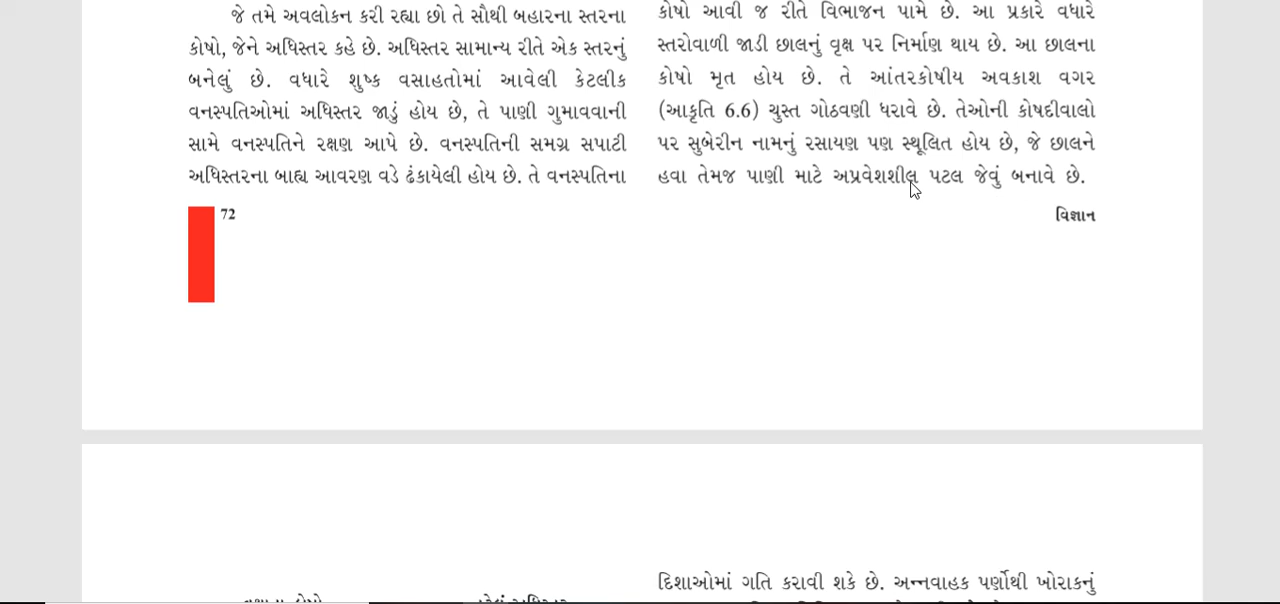 જે તમે અવલોકન કરી રહ્યા છો તે સૌથી બહારના સ્તરના
કોષો, જેને અધિસ્તર કહે છે. અધિસ્તર સામાન્ય રીતે એક સ્તરનું
બનેલું છે. વધારે શુષ્ક વસાહતોમાં આવેલી કેટલીક
વનસ્પતિઓમાં અધિસ્તર જાડું હોય છે, તે પાણી ગુમાવવાની
સામે વનસ્પતિને રક્ષણ આપે છે. વનસ્પતિની સમગ્ર સપાટી
અધિસ્તરના બાહ્ય આવરણ વડે ઢંકાયેલી હોય છે. તે વનસ્પતિના
કોષો આવી જ રીતે વિભાજન પામે છે. આ પ્રકારે વધારે
સ્તરોવાળી જાડી છાલનું વૃક્ષ પર નિર્માણ થાય છે. આ છાલના
કોષો મૃત હોય છે. તે આંતરકોષીય અવકાશ વગર
(આકૃતિ 6.6) ચુસ્ત ગોઠવણી ધરાવે છે. તેઓની કોષદીવાલો
પર સુબેરીન નામનું રસાયણ પણ સ્થૂલિત હોય છે, જે છાલને
હવા તેમજ પાણી માટે અપ્રવેશશીલ પટલ જેવું બનાવે છે.
72
વિજ્ઞાન
દિશાઓમાં ગતિ કરાવી શકે છે. અન્નવાહક પર્ણોથી ખોરાકનું